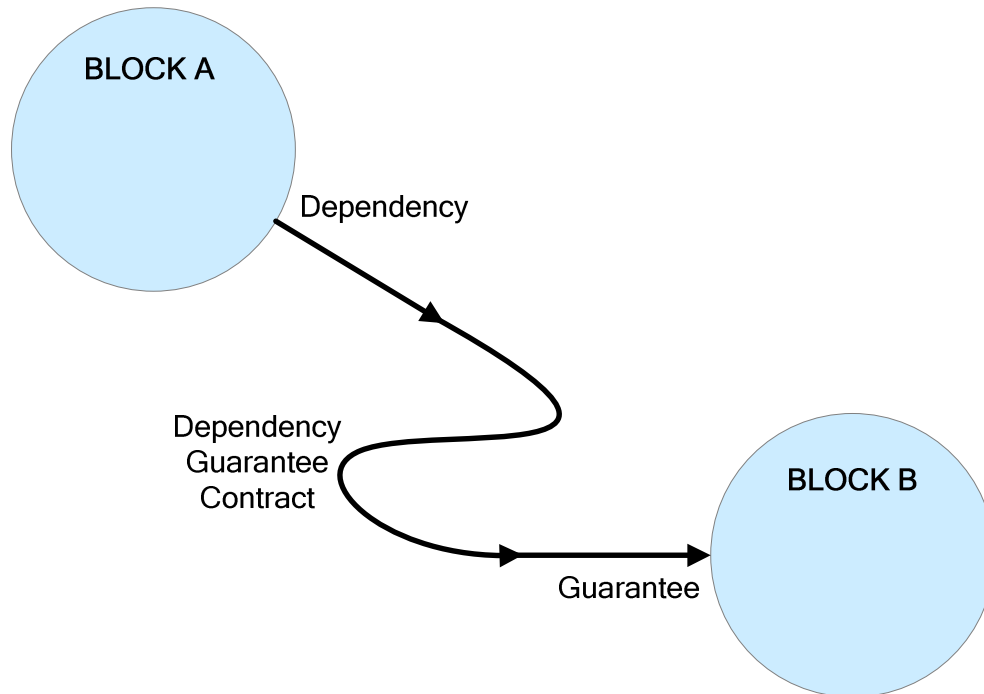 BLOCK A
Dependency
Dependency
Guarantee
Contract
BLOCK B
Guarantee